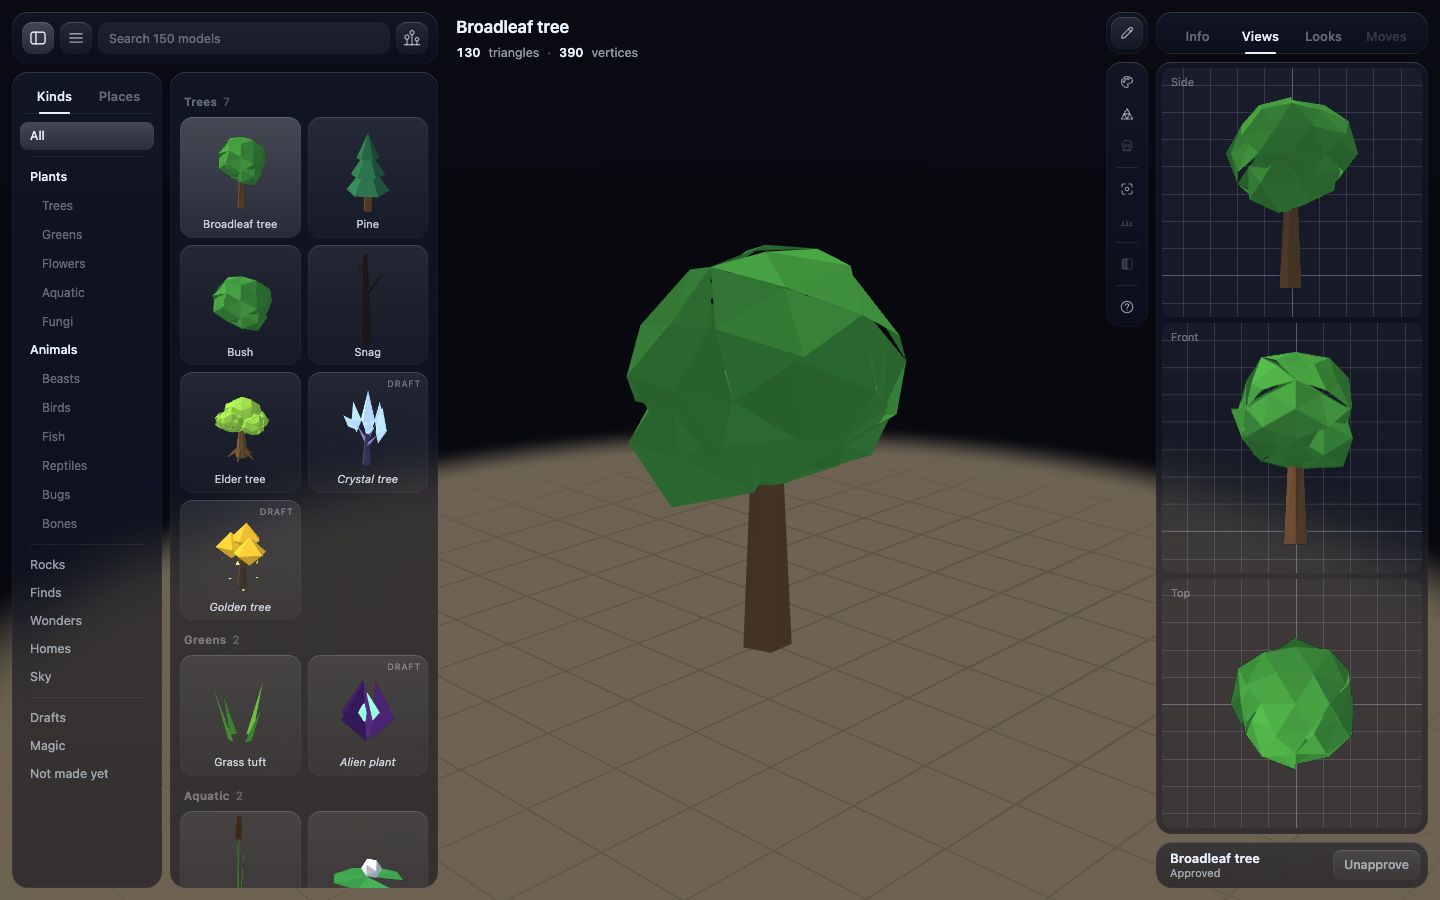 Search 150 models
Kinds
Places
All
Plants
Trees
Greens
Flowers
Aquatic
Fungi
Animals
Beasts
Birds
Fish
Reptiles
Bugs
Bones
Rocks
Finds
Wonders
Homes
Sky
Drafts
Magic
Not made yet
Trees 7
Broadleaf tree
Pine
Bush
Snag
Elder tree
DRAFT
Crystal tree
DRAFT
Golden tree
Greens 2
Grass tuft
DRAFT
Alien plant
Aquatic 2
Broadleaf tree
130 triangles · 390 vertices
Info
Views
Looks
Moves
Side
Front
Top
Broadleaf tree
Approved
Unapprove